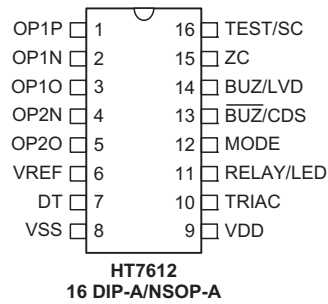 OP1P 1 16 TEST/SC
OP1N 2 15 ZC
OP1O 3 14 BUZ/LVD
OP2N 4 13 BUZ/CDS
OP2O 5 12 MODE
VREF 6 11 RELAY/LED
DT 7 10 TRIAC
VSS 8 9 VDD
HT7612
16 DIP-A/NSOP-A